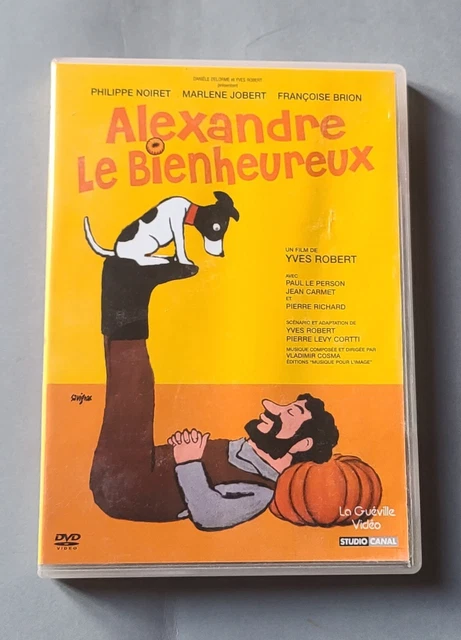 DANIÈLE DELORME et YVES ROBERT
présentent
PHILIPPE NOIRET MARLENE JOBERT FRANÇOISE BRION
Alexandre
Le Bienheureux
UN FILM DE
YVES ROBERT
AVEC
PAUL LE PERSON
JEAN CARMET
ET
PIERRE RICHARD
SCÉNARIO ET ADAPTATION DE
YVES ROBERT
PIERRE LEVY CORTTI
MUSIQUE COMPOSÉE ET DIRIGÉE PAR
VLADIMIR COSMA
ÉDITIONS "MUSIQUE POUR L'IMAGE"
Savignac
La Guéville
Vidéo
DVD
VIDEO
STUDIO CANAL